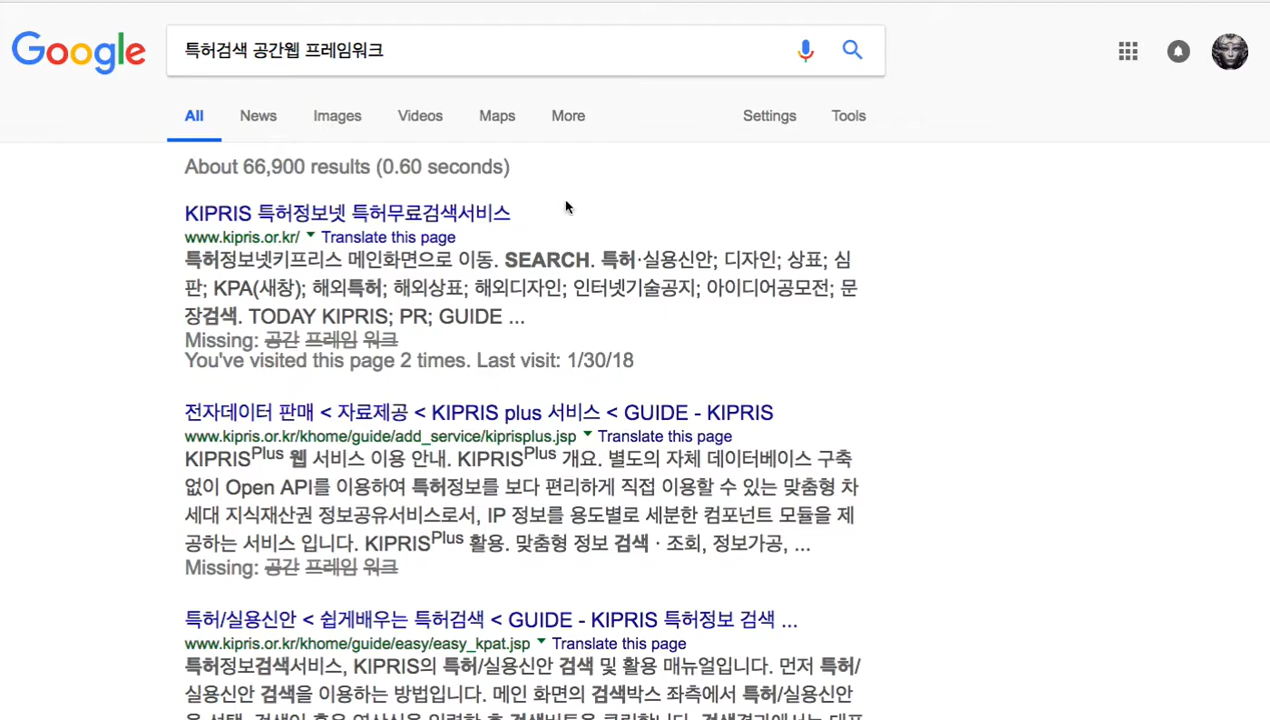 Google
특허검색 공간웹 프레임워크
All News Images Videos Maps More Settings Tools
About 66,900 results (0.60 seconds)
KIPRIS 특허정보넷 특허무료검색서비스
www.kipris.or.kr/ Translate this page
특허정보넷키프리스 메인화면으로 이동. SEARCH. 특허·실용신안; 디자인; 상표; 심
판; KPA(새창); 해외특허; 해외상표; 해외디자인; 인터넷기술공지; 아이디어공모전; 문
장검색. TODAY KIPRIS; PR; GUIDE ...
Missing: 공간 프레임 워크
You've visited this page 2 times. Last visit: 1/30/18
전자데이터 판매 < 자료제공 < KIPRIS plus 서비스 < GUIDE - KIPRIS
www.kipris.or.kr/khome/guide/add_service/kiprisplus.jsp Translate this page
KIPRISPlus 웹 서비스 이용 안내. KIPRISPlus 개요. 별도의 자체 데이터베이스 구축
없이 Open API를 이용하여 특허정보를 보다 편리하게 직접 이용할 수 있는 맞춤형 차
세대 지식재산권 정보공유서비스로서, IP 정보를 용도별로 세분한 컴포넌트 모듈을 제
공하는 서비스 입니다. KIPRISPlus 활용. 맞춤형 정보 검색 · 조회, 정보가공, ...
Missing: 공간 프레임 워크
특허/실용신안 < 쉽게배우는 특허검색 < GUIDE - KIPRIS 특허정보 검색 ...
www.kipris.or.kr/khome/guide/easy/easy_kpat.jsp Translate this page
특허정보검색서비스, KIPRIS의 특허/실용신안 검색 및 활용 매뉴얼입니다. 먼저 특허/
실용신안 검색을 이용하는 방법입니다. 메인 화면의 검색박스 좌측에서 특허/실용신안